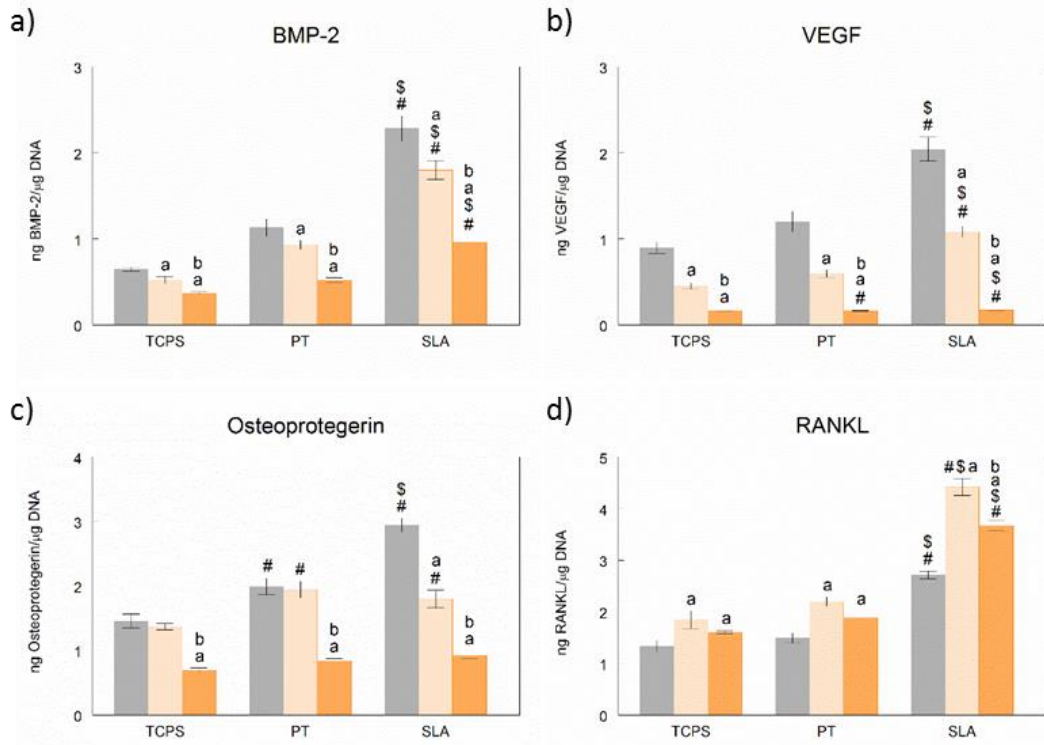 a)
BMP-2
ng BMP-2/µg DNA
3
2
1
0
a
b
a
a
b
a
$
#
a
$
#
b
a
$
#
TCPS PT SLA
b)
VEGF
ng VEGF/µg DNA
3
2
1
0
a
b
a
a
b
a
#
$
#
a
$
#
b
a
$
#
TCPS PT SLA
c)
Osteoprotegerin
ng Osteoprotegerin/µg DNA
4
3
2
1
0
b
a
#
#
b
a
$
#
a
#
b
a
TCPS PT SLA
d)
RANKL
ng RANKL/µg DNA
5
4
3
2
1
0
a
a
a
a
$
#
#$a
b
a
$
#
TCPS PT SLA